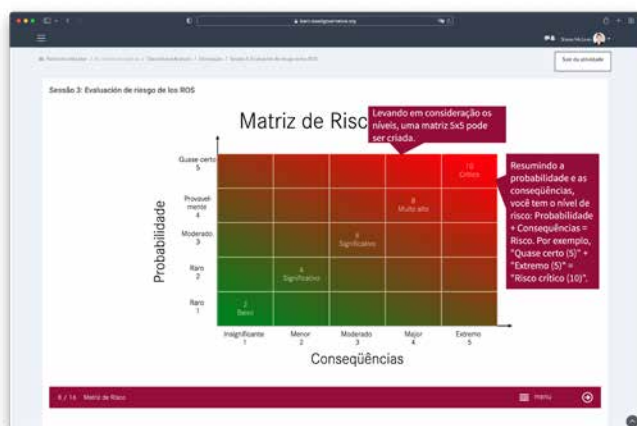 Sair da atividade
Sessão 3: Evaluación de riesgo de los ROS
Matriz de Risc
Levando em consideração os
níveis, uma matriz 5x5 pode
ser criada.
Resumindo a
probabilidade e as
conseqüências,
você tem o nível de
risco: Probabilidade
+ Consequências =
Risco. Por exemplo,
"Quase certo (5)" +
"Extremo (5)" =
"Risco crítico (10)".
Probabilidade
Quase certo
5
Provavel-
mente
4
Moderado
3
Raro
2
Raro
1
10
Crítico
8
Muito alto
6
Significativo
4
Significativo
2
Baixo
Insignificante
1
Menor
2
Moderado
3
Major
4
Extremo
5
Conseqüências
8 / 14 Matriz de Risco
menu